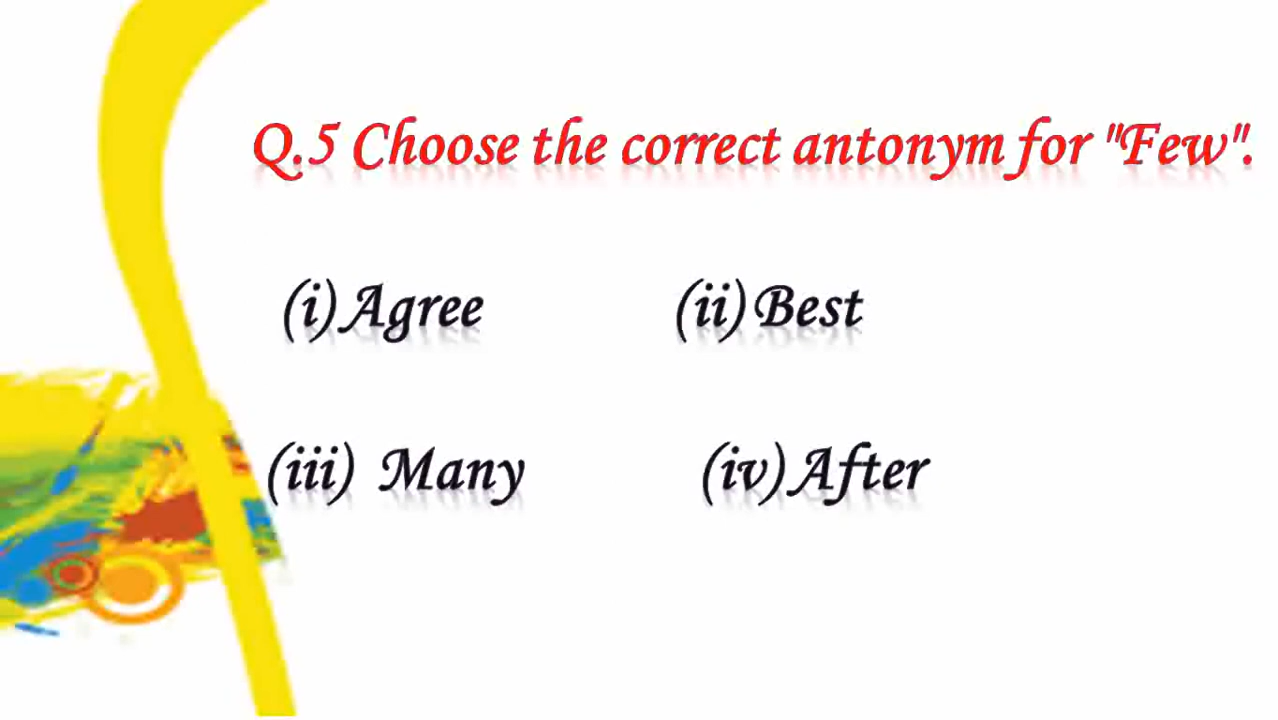 Q.5 Choose the correct antonym for "Few".
(i) Agree (ii) Best
(iii) Many (iv) After